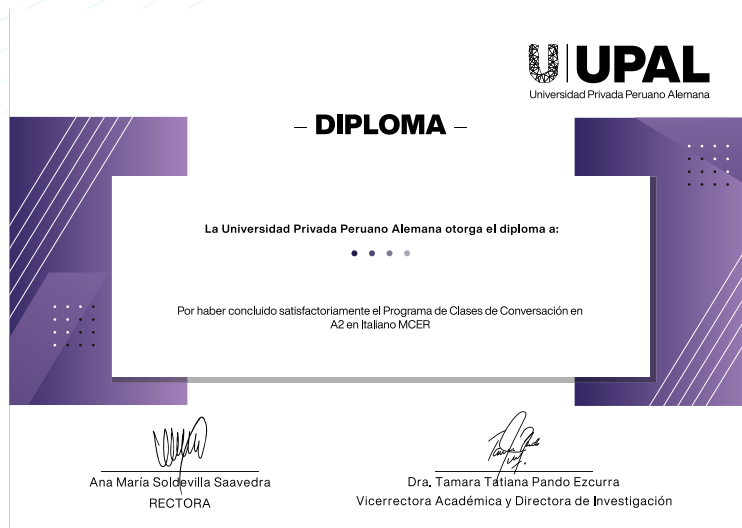 UPAL
Universidad Privada Peruano Alemana
– DIPLOMA –
La Universidad Privada Peruano Alemana otorga el diploma a:
Por haber concluido satisfactoriamente el Programa de Clases de Conversación en
A2 en Italiano MCER
Ana María Soldevilla Saavedra
RECTORA
Dra. Tamara Tatiana Pando Ezcurra
Vicerrectora Académica y Directora de Investigación